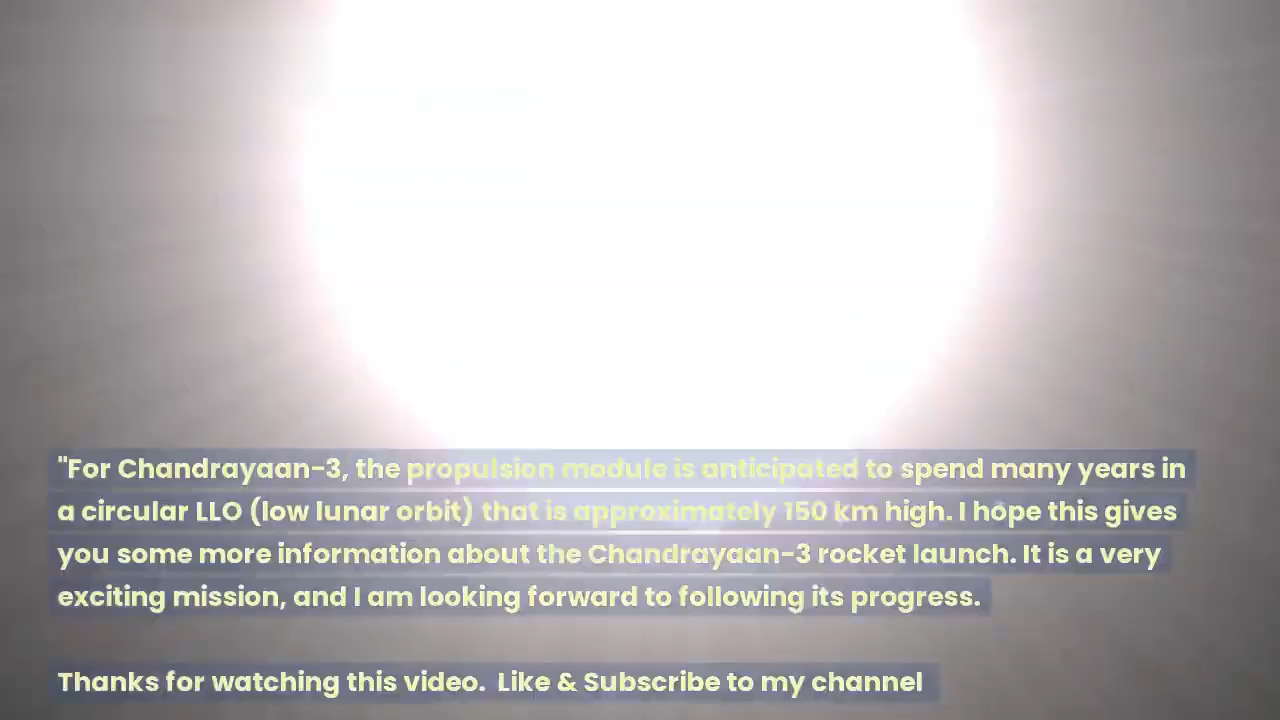 "For Chandrayaan-3, the propulsion module is anticipated to spend many years in
a circular LLO (low lunar orbit) that is approximately 150 km high. I hope this gives
you some more information about the Chandrayaan-3 rocket launch. It is a very
exciting mission, and I am looking forward to following its progress.
Thanks for watching this video.  Like & Subscribe to my channel